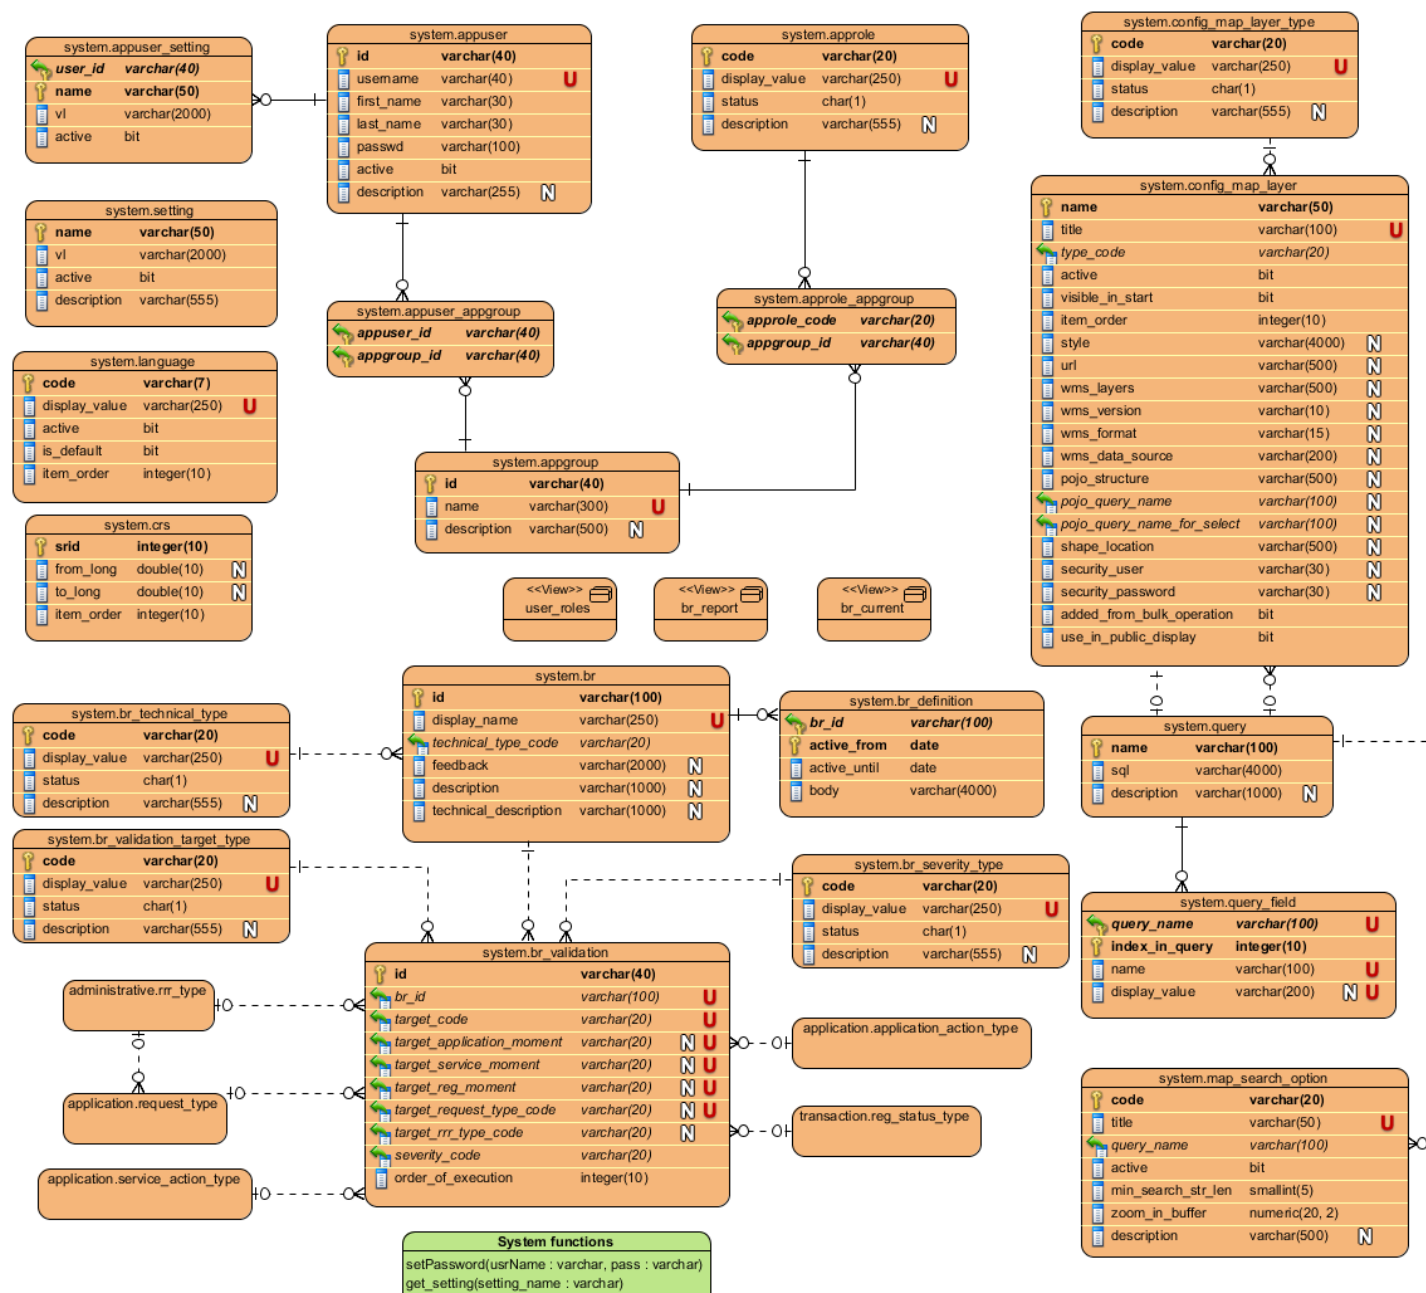 system.appuser_setting
user_id varchar(40)
name varchar(50)
vl varchar(2000)
active bit
system.appuser
id varchar(40)
username varchar(40) U
first_name varchar(30)
last_name varchar(30)
passwd varchar(100)
active bit
description varchar(255) N
system.approle
code varchar(20)
display_value varchar(250) U
status char(1)
description varchar(555) N
system.config_map_layer_type
code varchar(20)
display_value varchar(250) U
status char(1)
description varchar(555) N
system.setting
name varchar(50)
vl varchar(2000)
active bit
description varchar(555)
system.config_map_layer
name varchar(50)
title varchar(100) U
type_code varchar(20)
active bit
visible_in_start bit
item_order integer(10)
style varchar(4000) N
url varchar(500) N
wms_layers varchar(500) N
wms_version varchar(10) N
wms_format varchar(15) N
wms_data_source varchar(200) N
pojo_structure varchar(500) N
pojo_query_name varchar(100) N
pojo_query_name_for_select varchar(100) N
shape_location varchar(500) N
security_user varchar(30) N
security_password varchar(30) N
added_from_bulk_operation bit
use_in_public_display bit
system.appuser_appgroup
appuser_id varchar(40)
appgroup_id varchar(40)
system.approle_appgroup
approle_code varchar(20)
appgroup_id varchar(40)
system.language
code varchar(7)
display_value varchar(250) U
active bit
is_default bit
item_order integer(10)
system.appgroup
id varchar(40)
name varchar(300) U
description varchar(500) N
system.crs
srid integer(10)
from_long double(10) N
to_long double(10) N
item_order integer(10)
<<View>>
user_roles
<<View>>
br_report
<<View>>
br_current
system.br
id varchar(100)
display_name varchar(250) U
technical_type_code varchar(20)
feedback varchar(2000) N
description varchar(1000) N
technical_description varchar(1000) N
system.br_definition
br_id varchar(100)
active_from date
active_until date
body varchar(4000)
system.br_technical_type
code varchar(20)
display_value varchar(250) U
status char(1)
description varchar(555) N
system.query
name varchar(100)
sql varchar(4000)
description varchar(1000) N
system.br_validation_target_type
code varchar(20)
display_value varchar(250) U
status char(1)
description varchar(555) N
system.br_severity_type
code varchar(20)
display_value varchar(250) U
status char(1)
description varchar(555) N
system.query_field
query_name varchar(100) U
index_in_query integer(10)
name varchar(100) U
display_value varchar(200) N U
system.br_validation
id varchar(40)
br_id varchar(100) U
target_code varchar(20) U
target_application_moment varchar(20) N U
target_service_moment varchar(20) N U
target_reg_moment varchar(20) N U
target_request_type_code varchar(20) N U
target_rrr_type_code varchar(20) N
severity_code varchar(20)
order_of_execution integer(10)
administrative.rrr_type
application.request_type
application.service_action_type
application.application_action_type
transaction.reg_status_type
system.map_search_option
code varchar(20)
title varchar(50) U
query_name varchar(100)
active bit
min_search_str_len smallint(5)
zoom_in_buffer numeric(20, 2)
description varchar(500) N
System functions
setPassword(usrName : varchar, pass : varchar)
get_setting(setting_name : varchar)